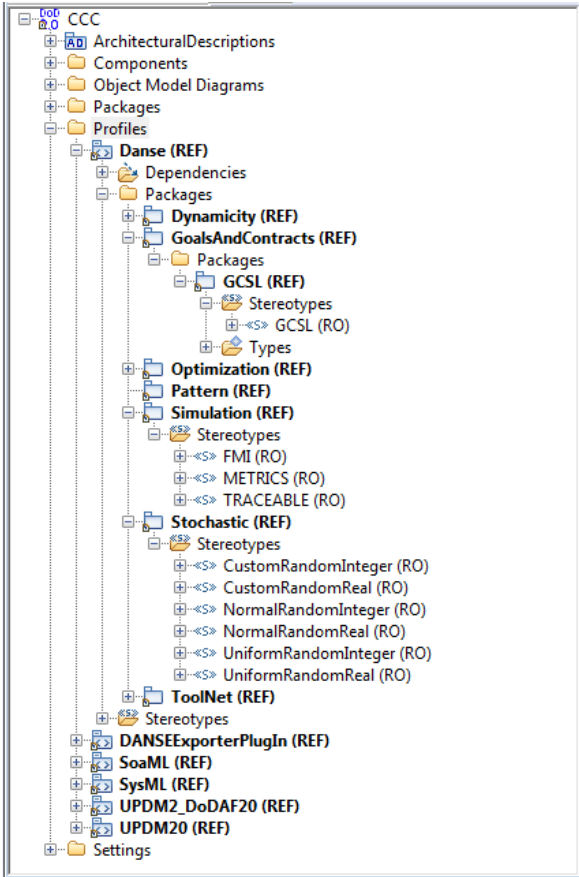 CCC
ArchitecturalDescriptions
Components
Object Model Diagrams
Packages
Profiles
Danse (REF)
Dependencies
Packages
Dynamicity (REF)
GoalsAndContracts (REF)
Packages
GCSL (REF)
Stereotypes
«S» GCSL (RO)
Types
Optimization (REF)
Pattern (REF)
Simulation (REF)
Stereotypes
«S» FMI (RO)
«S» METRICS (RO)
«S» TRACEABLE (RO)
Stochastic (REF)
Stereotypes
«S» CustomRandomInteger (RO)
«S» CustomRandomReal (RO)
«S» NormalRandomInteger (RO)
«S» NormalRandomReal (RO)
«S» UniformRandomInteger (RO)
«S» UniformRandomReal (RO)
ToolNet (REF)
Stereotypes
DANSEExporterPlugIn (REF)
SoaML (REF)
SysML (REF)
UPDM2_DoDAF20 (REF)
UPDM20 (REF)
Settings